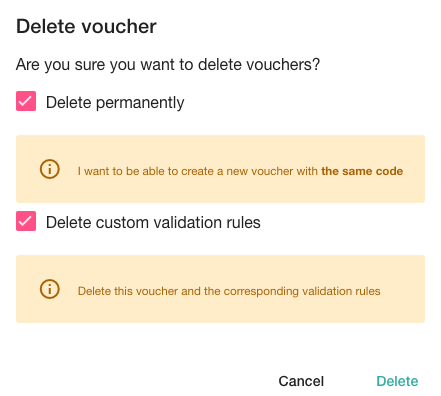 Delete voucher
Are you sure you want to delete vouchers?
Delete permanently
I want to be able to create a new voucher with the same code
Delete custom validation rules
Delete this voucher and the corresponding validation rules
Cancel Delete